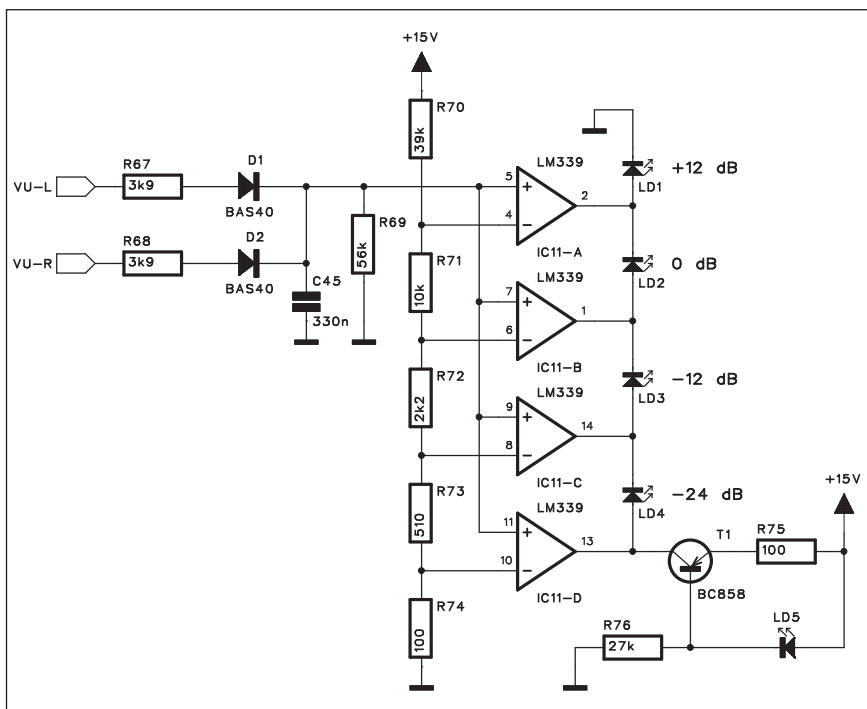 +15V
R70
39k
LM339
+12 dB
LD1
R67
D1
VU-L
3k9
BAS40
5
+
4
−
2
IC11-A
R68
D2
VU-R
3k9
BAS40
R69
56k
R71
10k
LM339
0 dB
LD2
C45
330n
7
+
6
−
1
IC11-B
R72
2k2
LM339
-12 dB
LD3
9
+
8
−
14
IC11-C
R73
510
LM339
-24 dB
LD4
+15V
11
+
10
−
13
IC11-D
T1
R75
100
BC858
R74
100
R76
27k
LD5